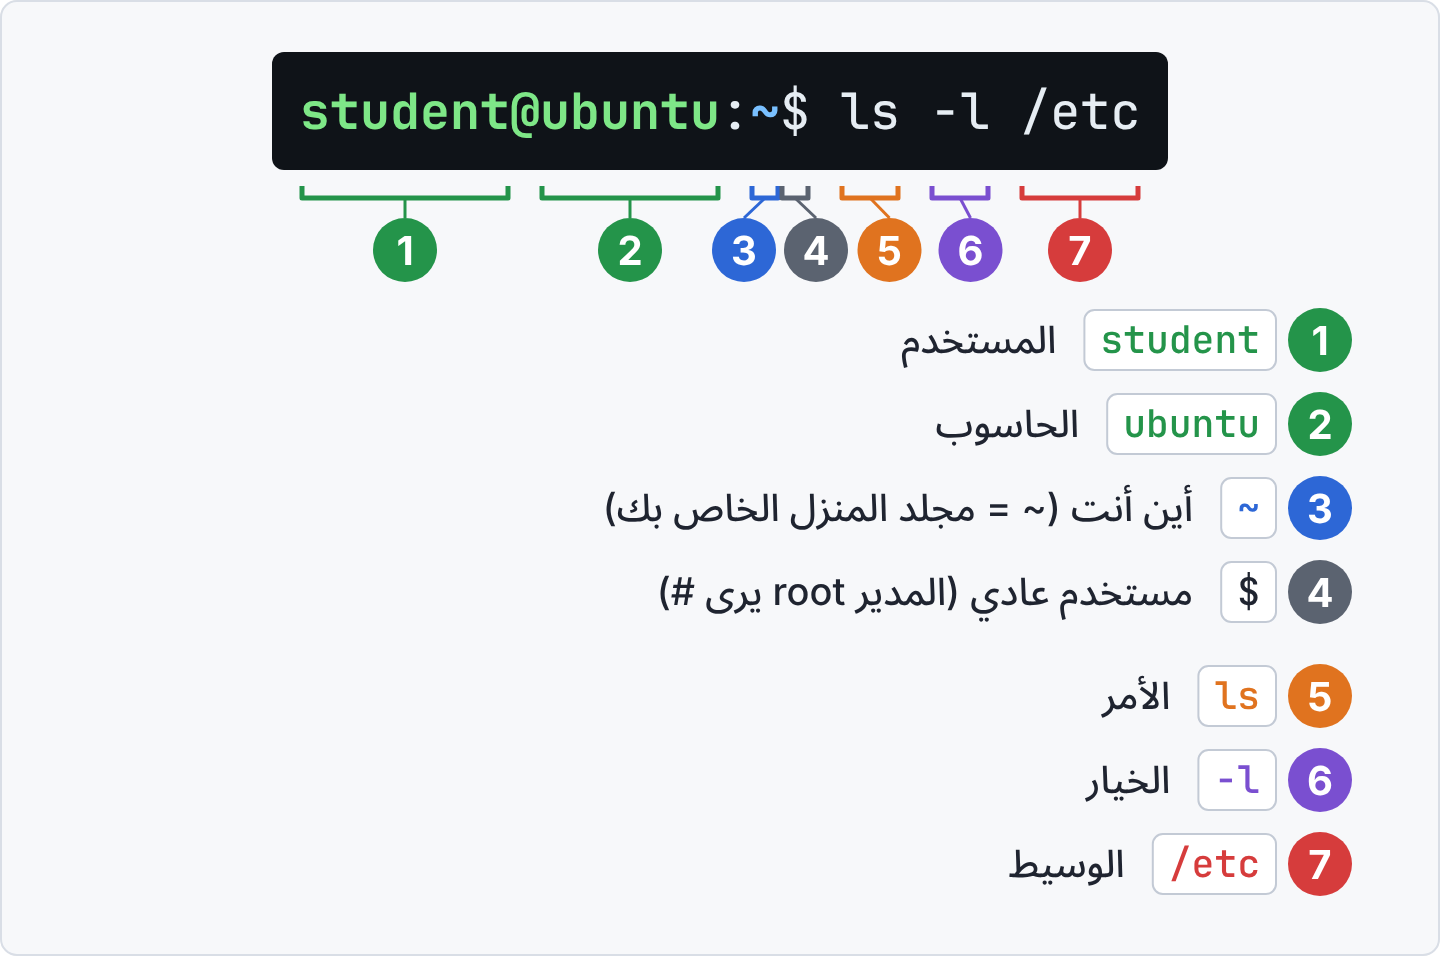 student@ubuntu:~$ ls -l /etc
1 2 3 4 5 6 7
1 student المستخدم
2 ubuntu الحاسوب
3 ~ أين أنت (~ = مجلد المنزل الخاص بك)
4 $ مستخدم عادي (المدير root يرى #)
5 ls الأمر
6 -l الخيار
7 /etc الوسيط